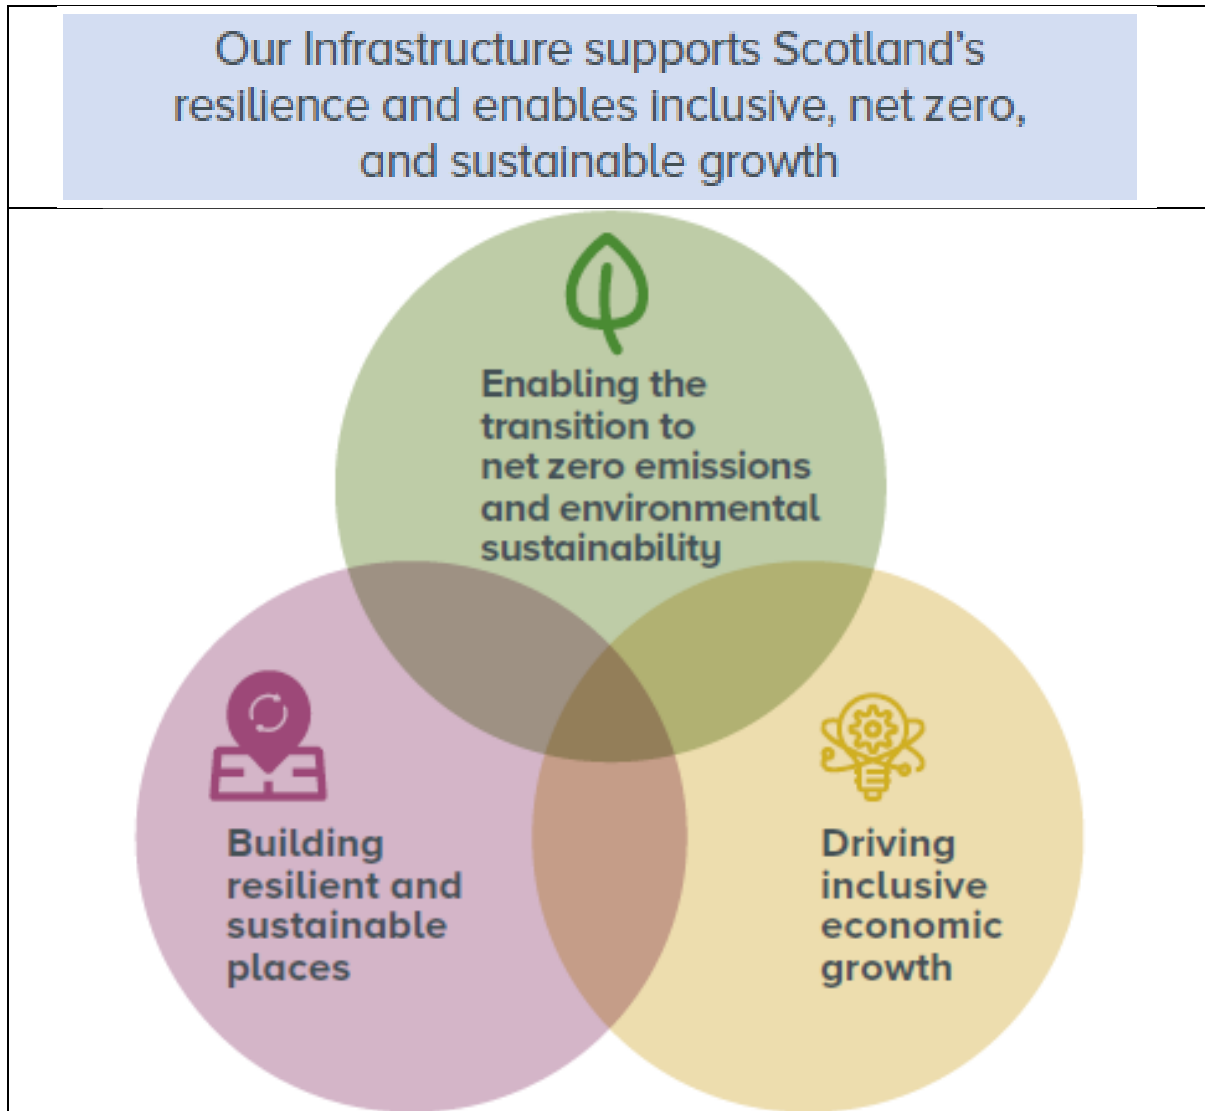 Our Infrastructure supports Scotland’s
resilience and enables inclusive, net zero,
and sustainable growth
Enabling the
transition to
net zero emissions
and environmental
sustainability
Building
resilient and
sustainable
places
Driving
inclusive
economic
growth